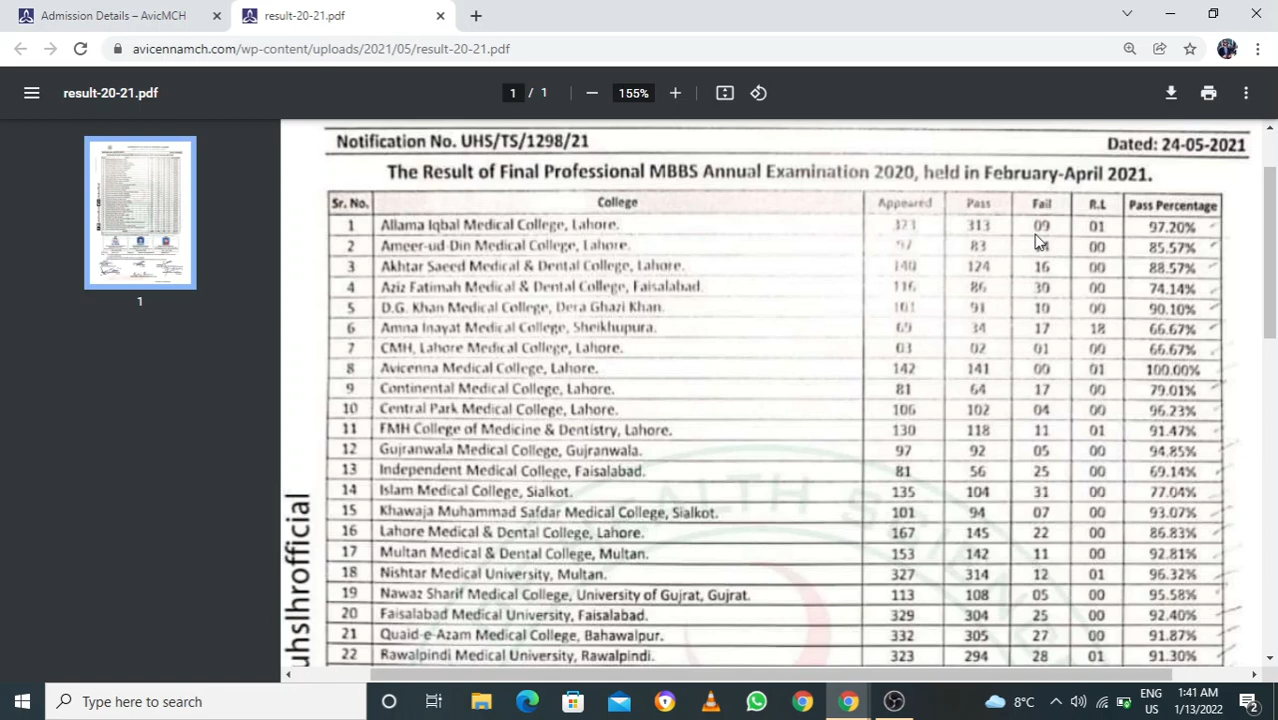 Admission Details – AvicMCH
result-20-21.pdf
avicennamch.com/wp-content/uploads/2021/05/result-20-21.pdf
result-20-21.pdf
1 / 1
155%
1
Notification No. UHS/TS/1298/21 Dated: 24-05-2021
The Result of Final Professional MBBS Annual Examination 2020, held in February-April 2021.
Sr. No. College Appeared Pass Fail R.L Pass Percentage
1 Allama Iqbal Medical College, Lahore. 323 313 09 01 97.20%
2 Ameer-ud-Din Medical College, Lahore. 97 83 00 85.57%
3 Akhtar Saeed Medical & Dental College, Lahore. 140 124 16 00 88.57%
4 Aziz Fatimah Medical & Dental College, Faisalabad. 116 86 30 00 74.14%
5 D.G. Khan Medical College, Dera Ghazi Khan. 101 91 10 00 90.10%
6 Amna Inayat Medical College, Sheikhupura. 69 34 17 18 66.67%
7 CMH, Lahore Medical College, Lahore. 03 02 01 00 66.67%
8 Avicenna Medical College, Lahore. 142 141 00 01 100.00%
9 Continental Medical College, Lahore. 81 64 17 00 79.01%
10 Central Park Medical College, Lahore. 106 102 04 00 96.23%
11 FMH College of Medicine & Dentistry, Lahore. 130 118 11 01 91.47%
12 Gujranwala Medical College, Gujranwala. 97 92 05 00 94.85%
13 Independent Medical College, Faisalabad. 81 56 25 00 69.14%
14 Islam Medical College, Sialkot. 135 104 31 00 77.04%
15 Khawaja Muhammad Safdar Medical College, Sialkot. 101 94 07 00 93.07%
16 Lahore Medical & Dental College, Lahore. 167 145 22 00 86.83%
17 Multan Medical & Dental College, Multan. 153 142 11 00 92.81%
18 Nishtar Medical University, Multan. 327 314 12 01 96.32%
19 Nawaz Sharif Medical College, University of Gujrat, Gujrat. 113 108 05 00 95.58%
20 Faisalabad Medical University, Faisalabad. 329 304 25 00 92.40%
21 Quaid-e-Azam Medical College, Bahawalpur. 332 305 27 00 91.87%
22 Rawalpindi Medical University, Rawalpindi. 323 294 28 01 91.30%
uhslhrofficial
Type here to search
8°C
ENG
US
1:41 AM
1/13/2022
2